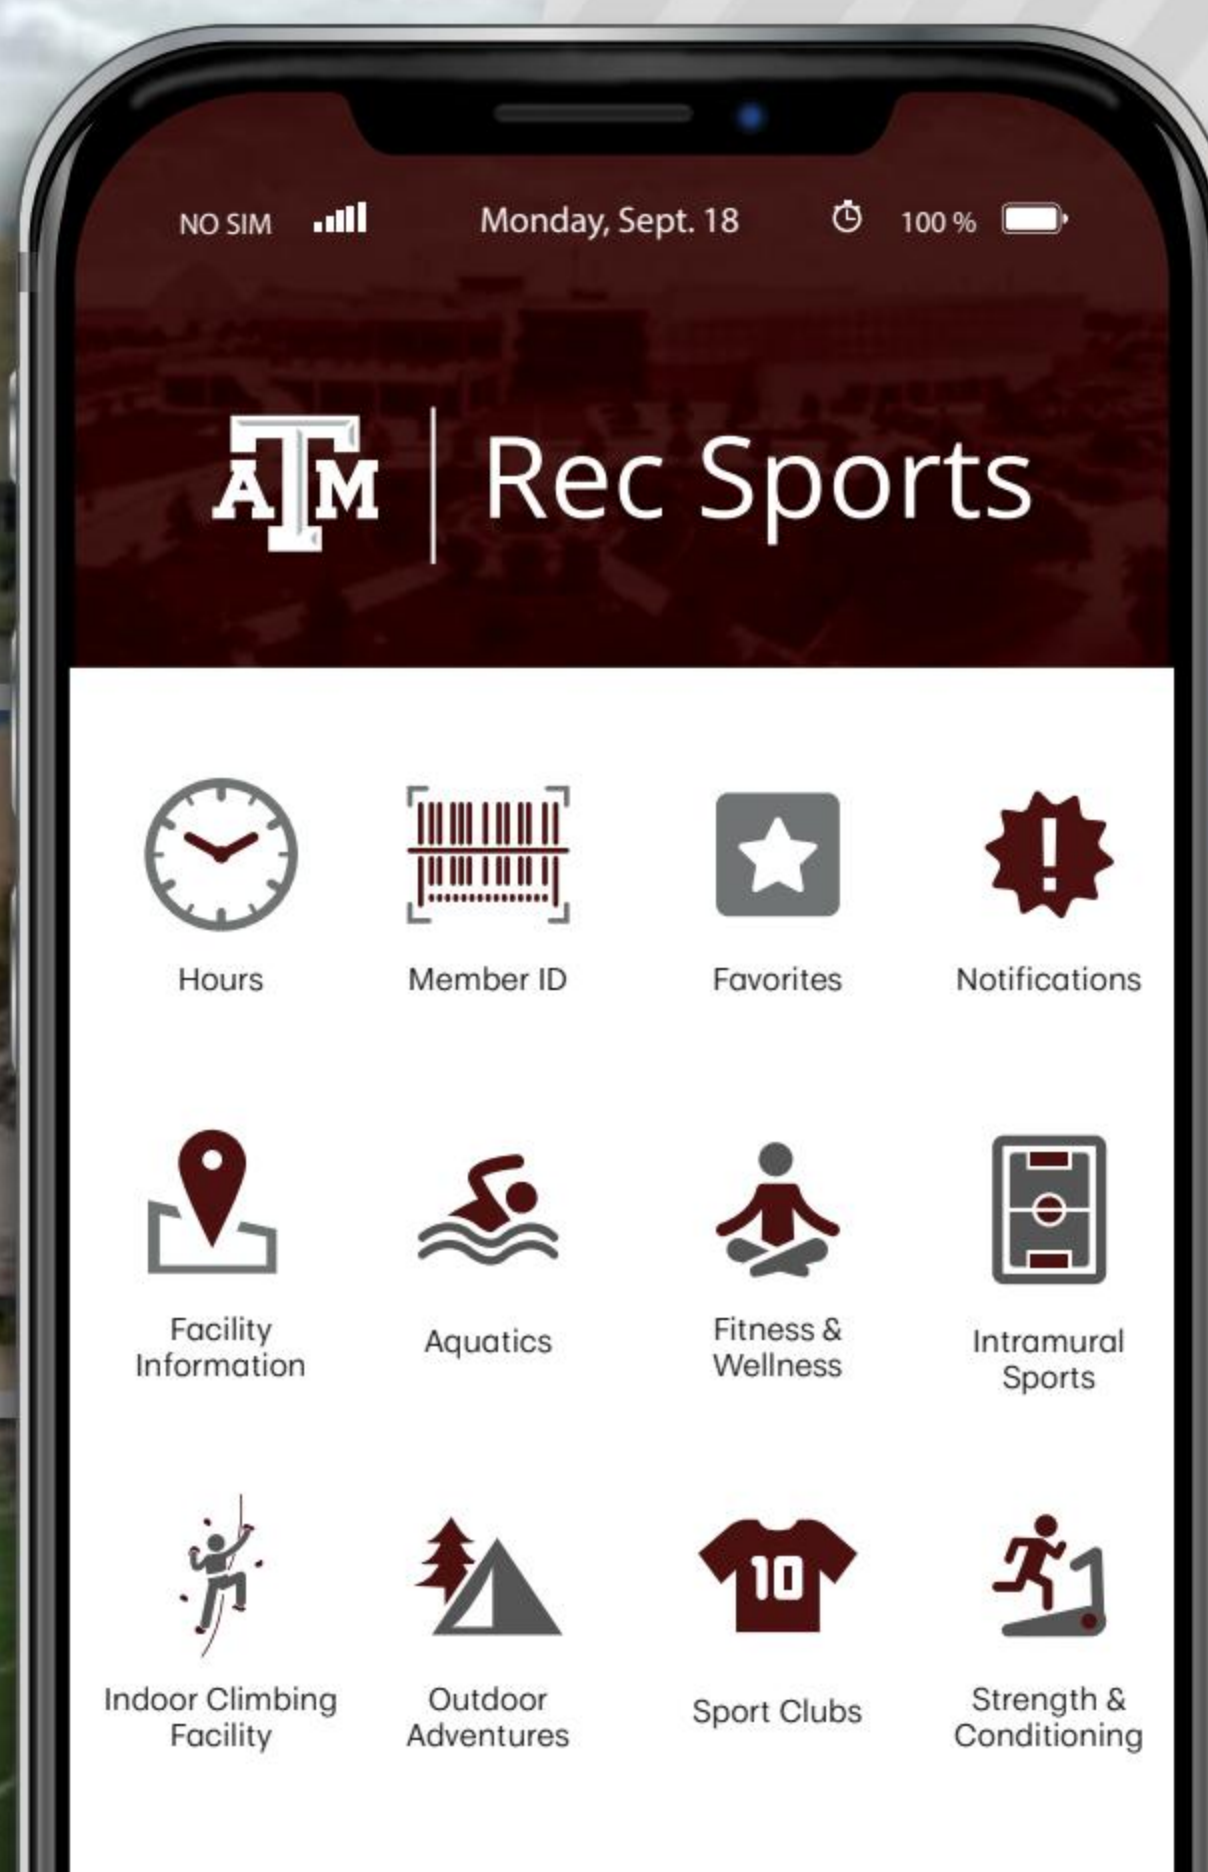 NO SIM Monday, Sept. 18 100 %
ATM | Rec Sports
Hours Member ID Favorites Notifications
Facility
Information
Aquatics
Fitness &
Wellness
Intramural
Sports
Indoor Climbing
Facility
Outdoor
Adventures
10
Sport Clubs
Strength &
Conditioning